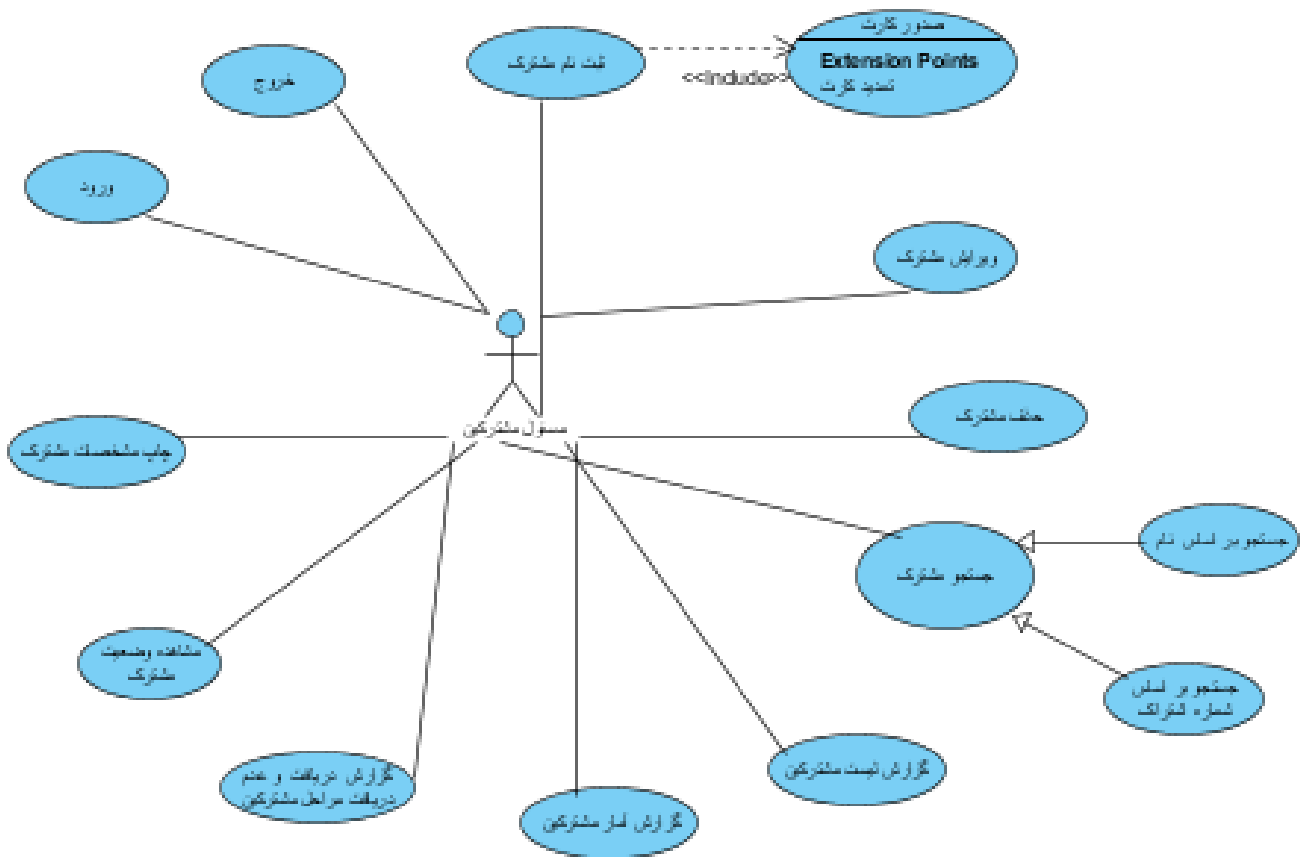 صدور کارت
Extension Points
تمدید کارت
ثبت نام مشترک
<<Include>>
خروج
ورود
ویرایش مشترک
حذف مشترک
مسئول مشترکین
چاپ مشخصات مشترک
جستجو بر اساس نام
جستجو مشترک
مشاهده وضعیت
مشترک
جستجو بر اساس
شماره اشتراک
گزارش لیست مشترکین
گزارش دریافت و عدم
دریافت مراحل مشترکین
گزارش آمار مشترکین